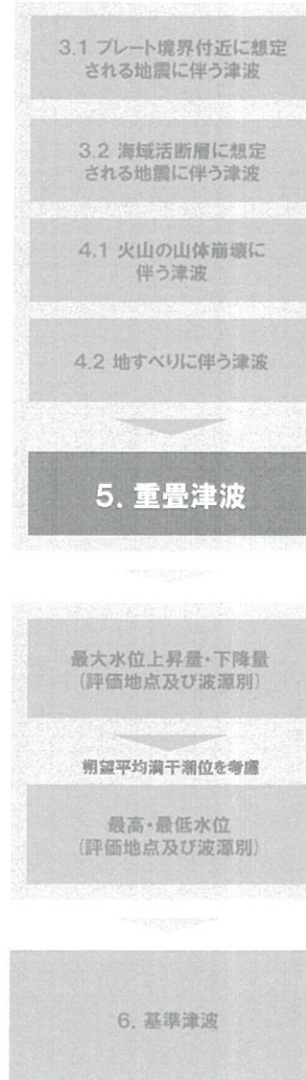 3.1 プレート境界付近に想定
される地震に伴う津波
3.2 海域活断層に想定
される地震に伴う津波
4.1 火山の山体崩壊に
伴う津波
4.2 地すべりに伴う津波
5. 重畳津波
最大水位上昇量・下降量
(評価地点及び波源別)
朔望平均満干潮位を考慮
最高・最低水位
(評価地点及び波源別)
6. 基準津波